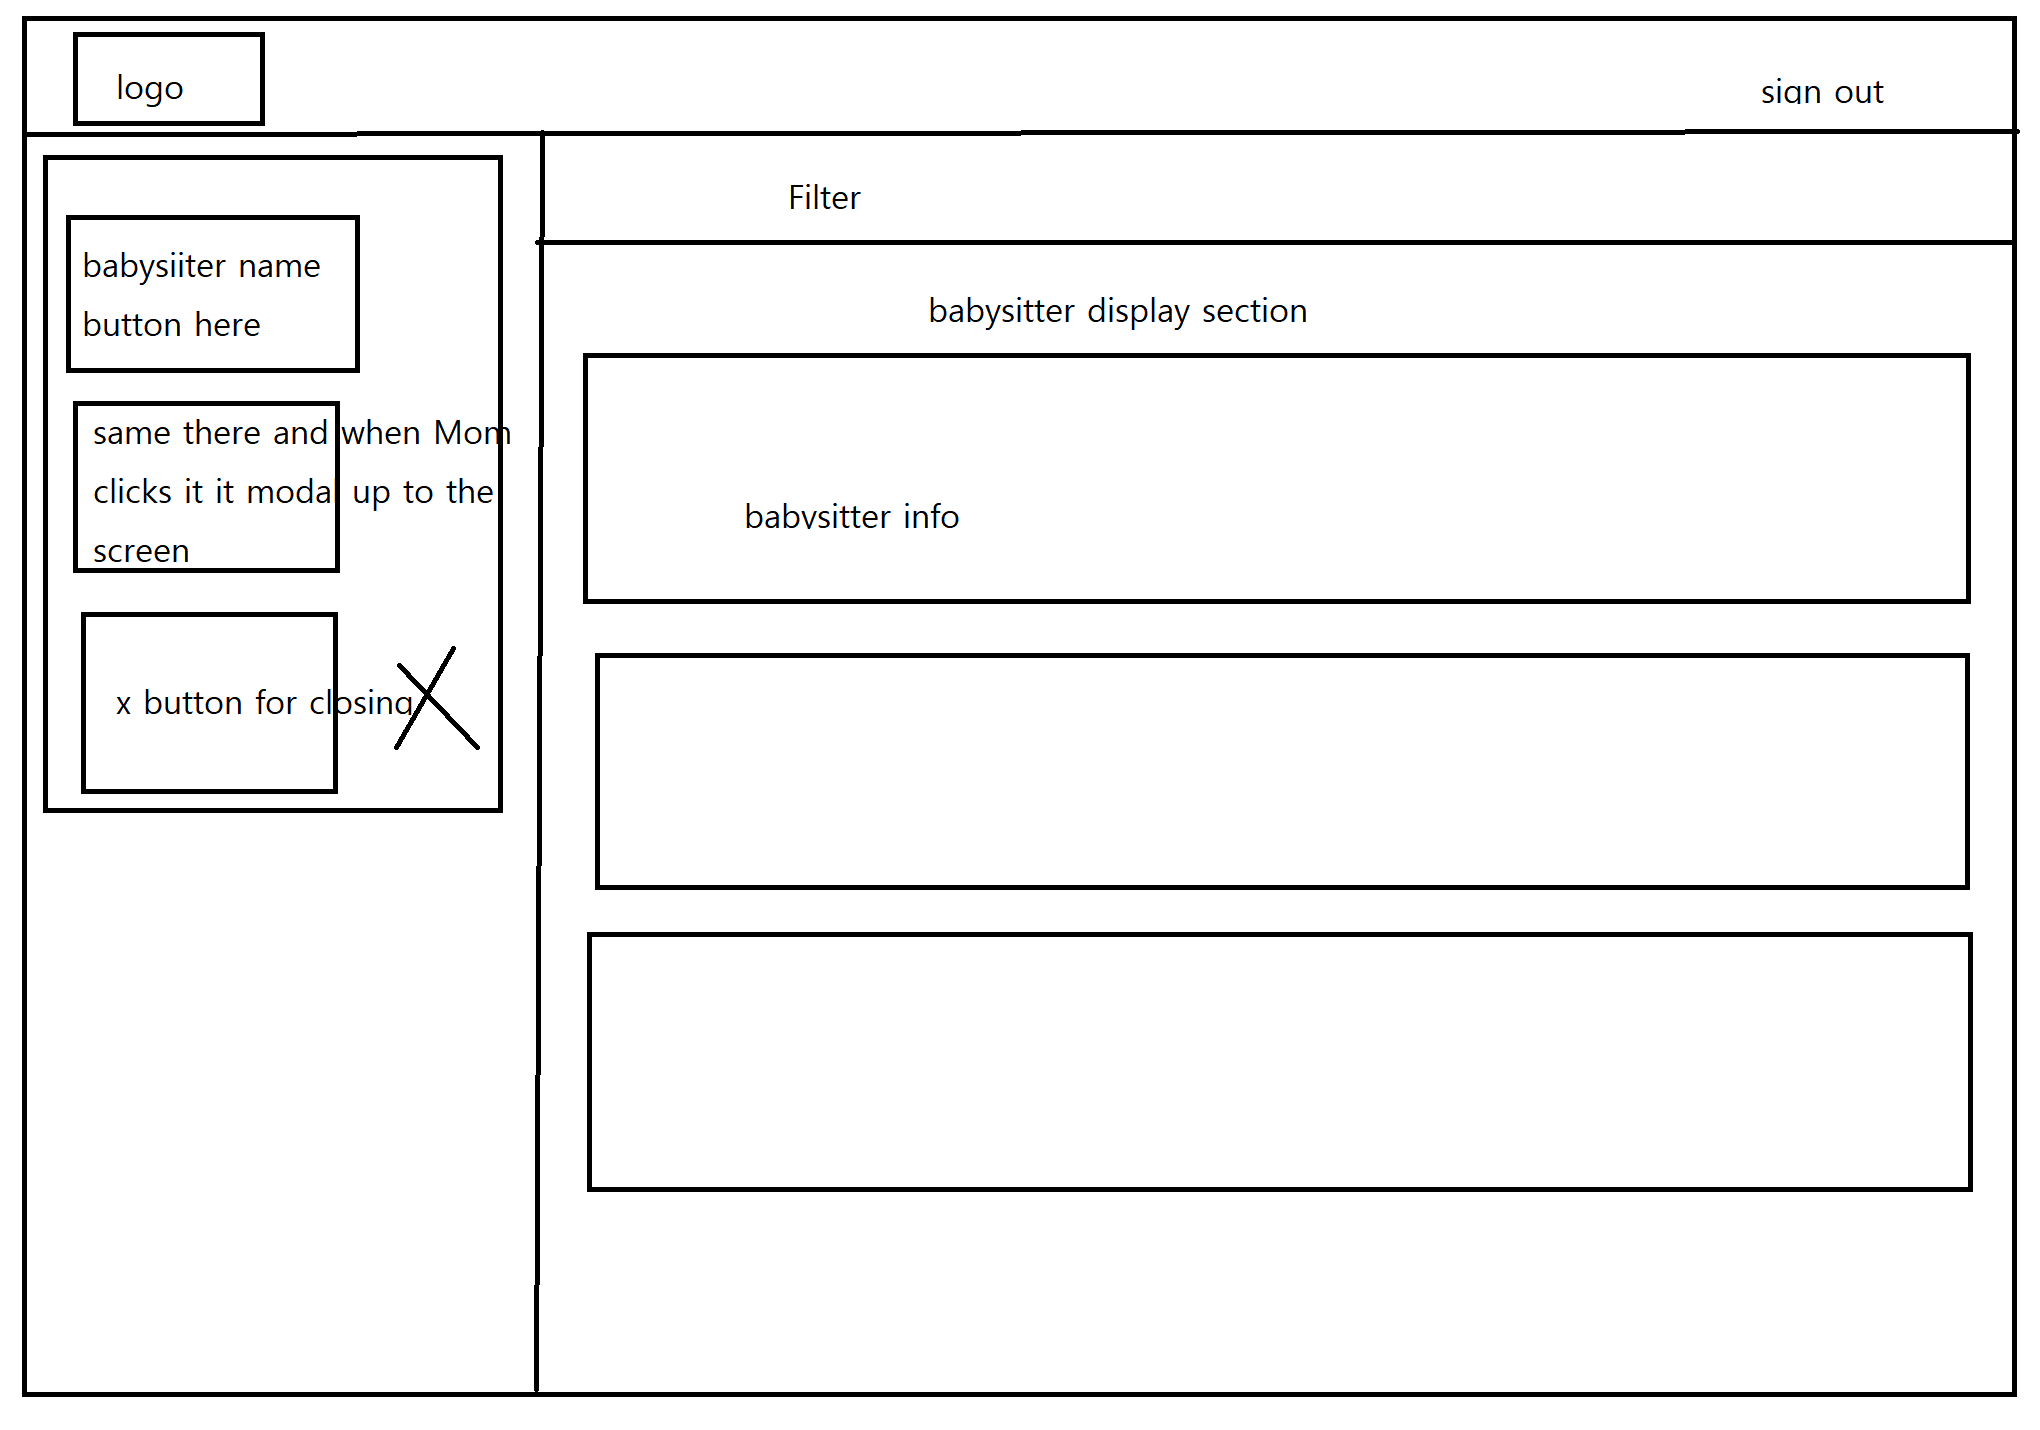 logo
sign out
Filter
babysiiter name
button here
babysitter display section
same there and when Mom
clicks it it modal up to the
screen
babysitter info
x button for closing